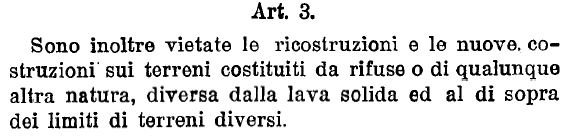 Art. 3.
Sono inoltre vietate le ricostruzioni e le nuove. co-
struzioni sui terreni costituiti da rifuse o di qualunque
altra natura, diversa dalla lava solida ed al di sopra
dei limiti di terreni diversi.